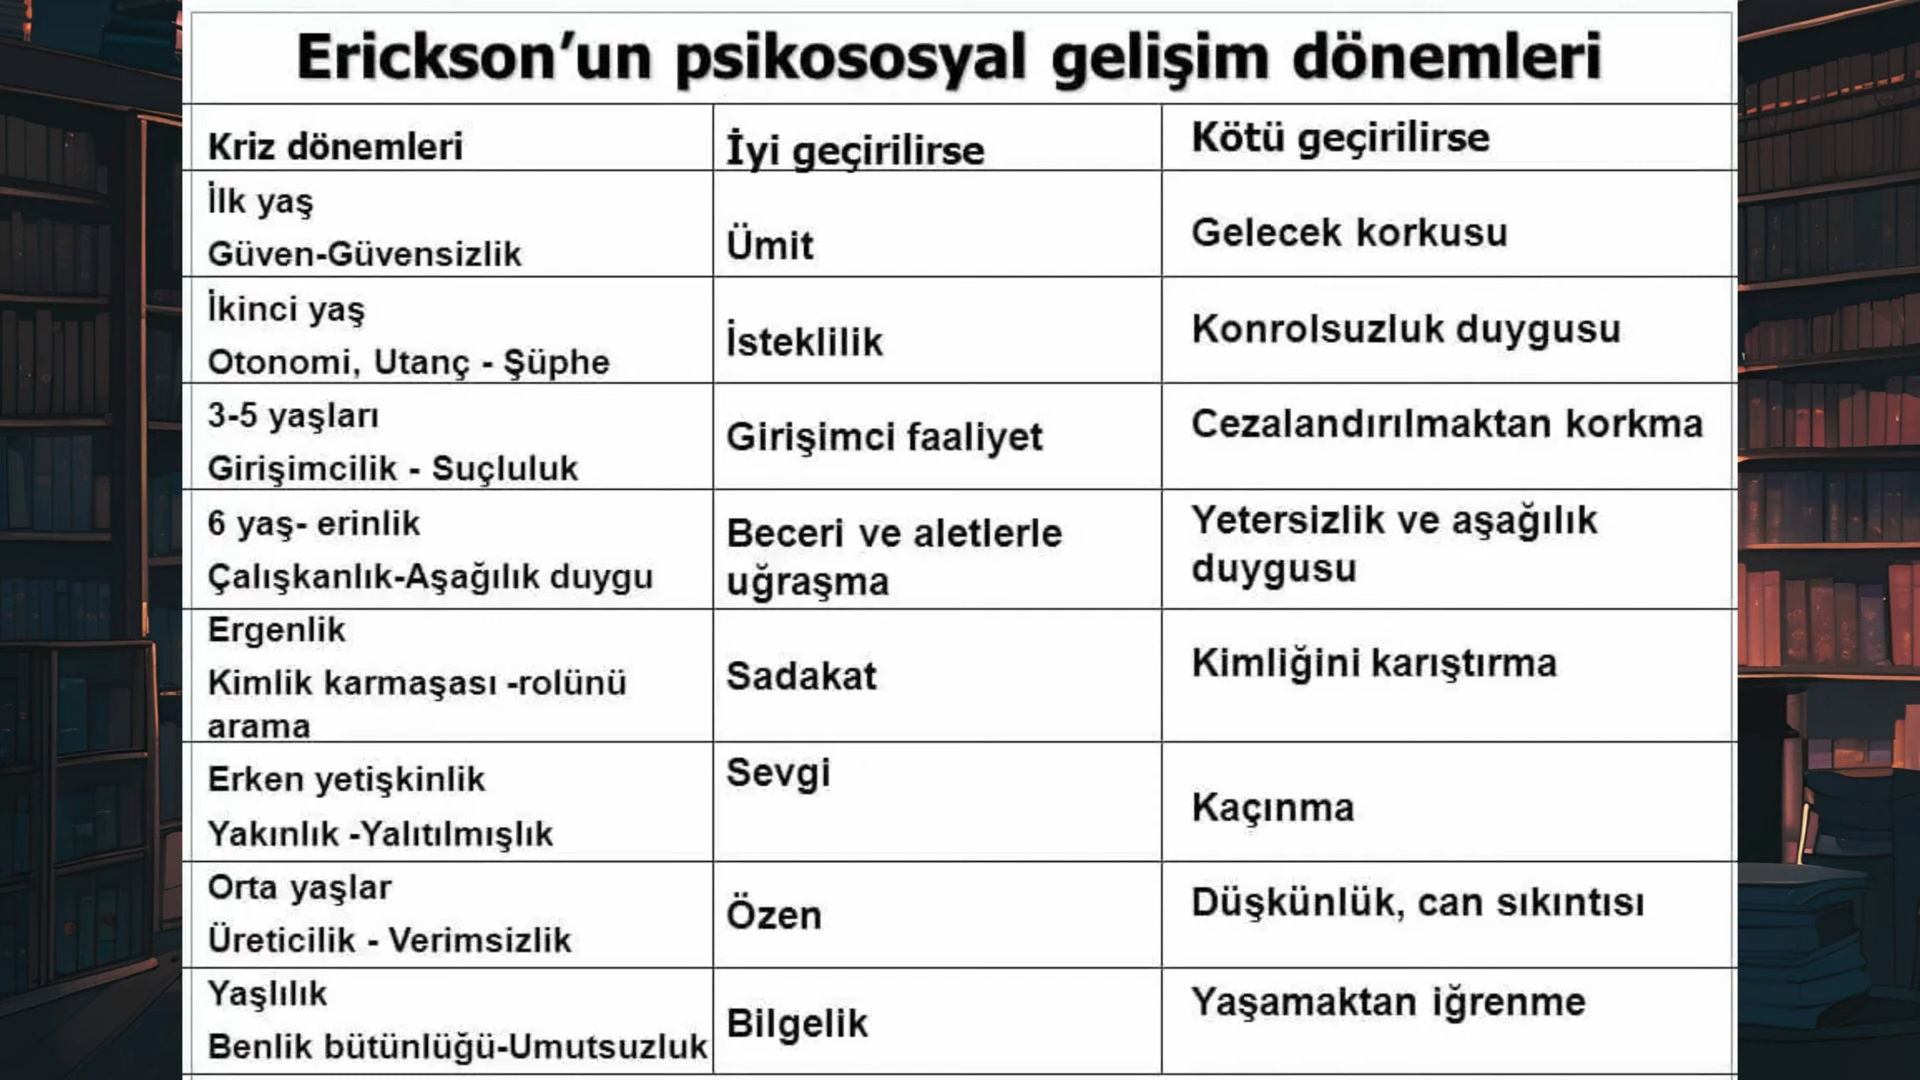 Erickson’un psikososyal gelişim dönemleri
Kriz dönemleri
İyi geçirilirse
Kötü geçirilirse
İlk yaş
Güven-Güvensizlik
Ümit
Gelecek korkusu
İkinci yaş
Otonomi, Utanç - Şüphe
İsteklilik
Konrolsuzluk duygusu
3-5 yaşları
Girişimcilik - Suçluluk
Girişimci faaliyet
Cezalandırılmaktan korkma
6 yaş- erinlik
Çalışkanlık-Aşağılık duygu
Beceri ve aletlerle
uğraşma
Yetersizlik ve aşağılık
duygusu
Ergenlik
Kimlik karmaşası -rolünü
arama
Sadakat
Kimliğini karıştırma
Erken yetişkinlik
Yakınlık -Yalıtılmışlık
Sevgi
Kaçınma
Orta yaşlar
Üreticilik - Verimsizlik
Özen
Düşkünlük, can sıkıntısı
Yaşlılık
Benlik bütünlüğü-Umutsuzluk
Bilgelik
Yaşamaktan iğrenme